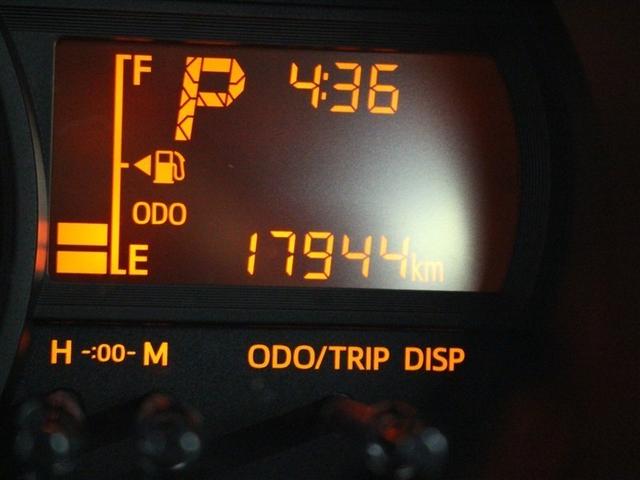 F P 4:36
ODO
E 17944km
H -:00- M ODO/TRIP DISP